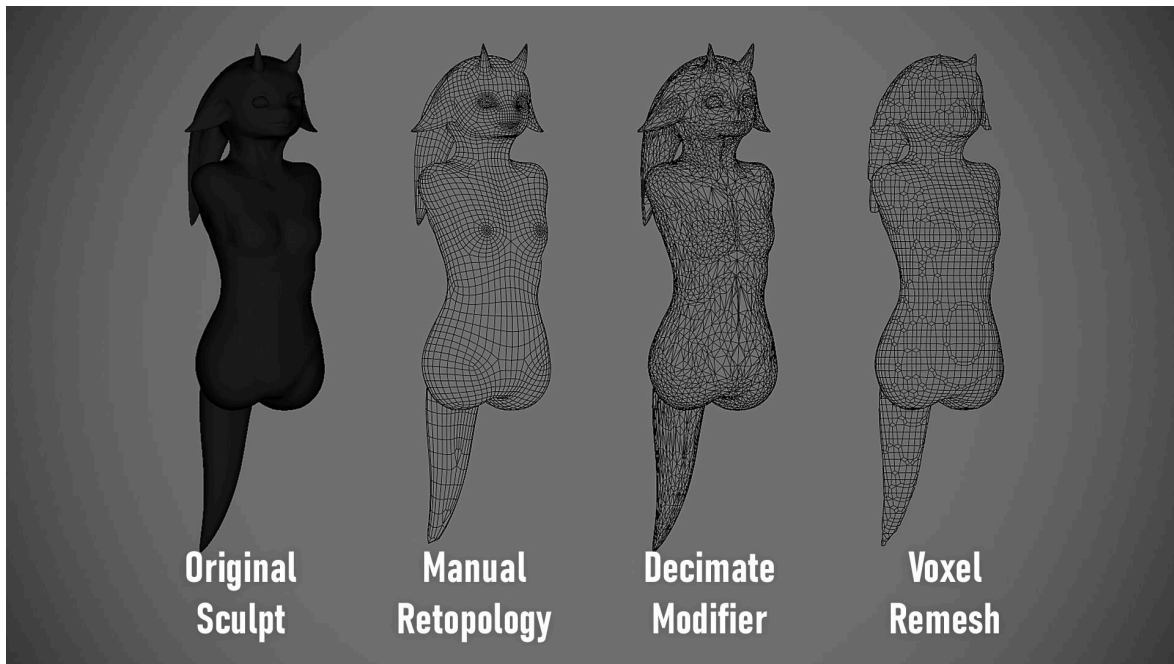 Original
Sculpt
Manual
Retopology
Decimate
Modifier
Voxel
Remesh